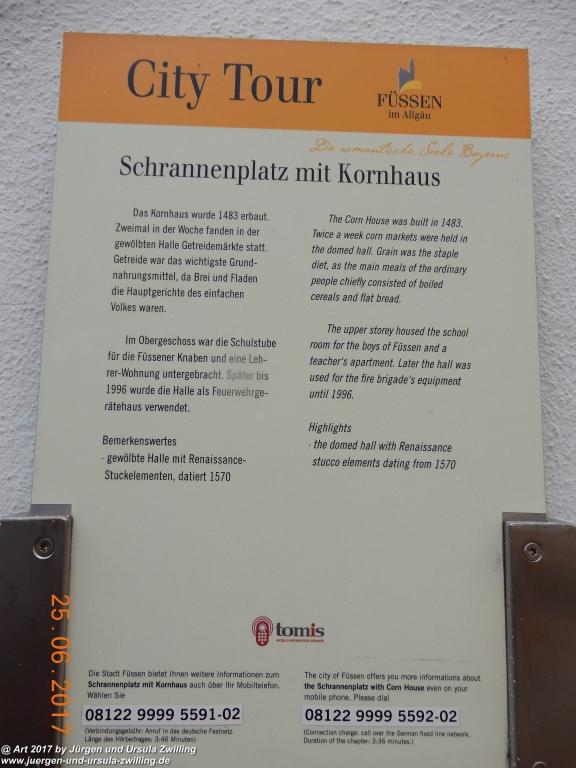 City Tour
FÜSSEN
im Allgäu
Die romantische Seele Bayerns
Schrannenplatz mit Kornhaus
Das Kornhaus wurde 1483 erbaut.
Zweimal in der Woche fanden in der
gewölbten Halle Getreidemärkte statt.
Getreide war das wichtigste Grund-
nahrungsmittel, da Brei und Fladen
die Hauptgerichte des einfachen
Volkes waren.
Im Obergeschoss war die Schulstube
für die Füssener Knaben und eine Leh-
rer-Wohnung untergebracht. Später bis
1996 wurde die Halle als Feuerwehrge-
rätehaus verwendet.
Bemerkenswertes
· gewölbte Halle mit Renaissance-
Stuckelementen, datiert 1570
The Corn House was built in 1483.
Twice a week corn markets were held in
the domed hall. Grain was the staple
diet, as the main meals of the ordinary
people chiefly consisted of boiled
cereals and flat bread.
The upper storey housed the school
room for the boys of Füssen and a
teacher's apartment. Later the hall was
used for the fire brigade's equipment
until 1996.
Highlights
· the domed hall with Renaissance
stucco elements dating from 1570
tomis
MOBILE INFORMATION SERVICES
Die Stadt Füssen bietet Ihnen weitere Informationen zum
Schrannenplatz mit Kornhaus auch über Ihr Mobiltelefon.
Wählen Sie
08122 9999 5591-02
(Verbindungsgebühr: Anruf in das deutsche Festnetz.
Länge des Hörbeitrages: 3:46 Minuten)
The city of Füssen offers you more informations about
the Schrannenplatz with Corn House even on your
mobile phone. Please dial
08122 9999 5592-02
(Connection charge: call over the German fixed line network.
Duration of the chapter: 3:36 minutes.)
25.06.2017
© Art 2017 by Jürgen und Ursula Zwilling
www.juergen-und-ursula-zwilling.de